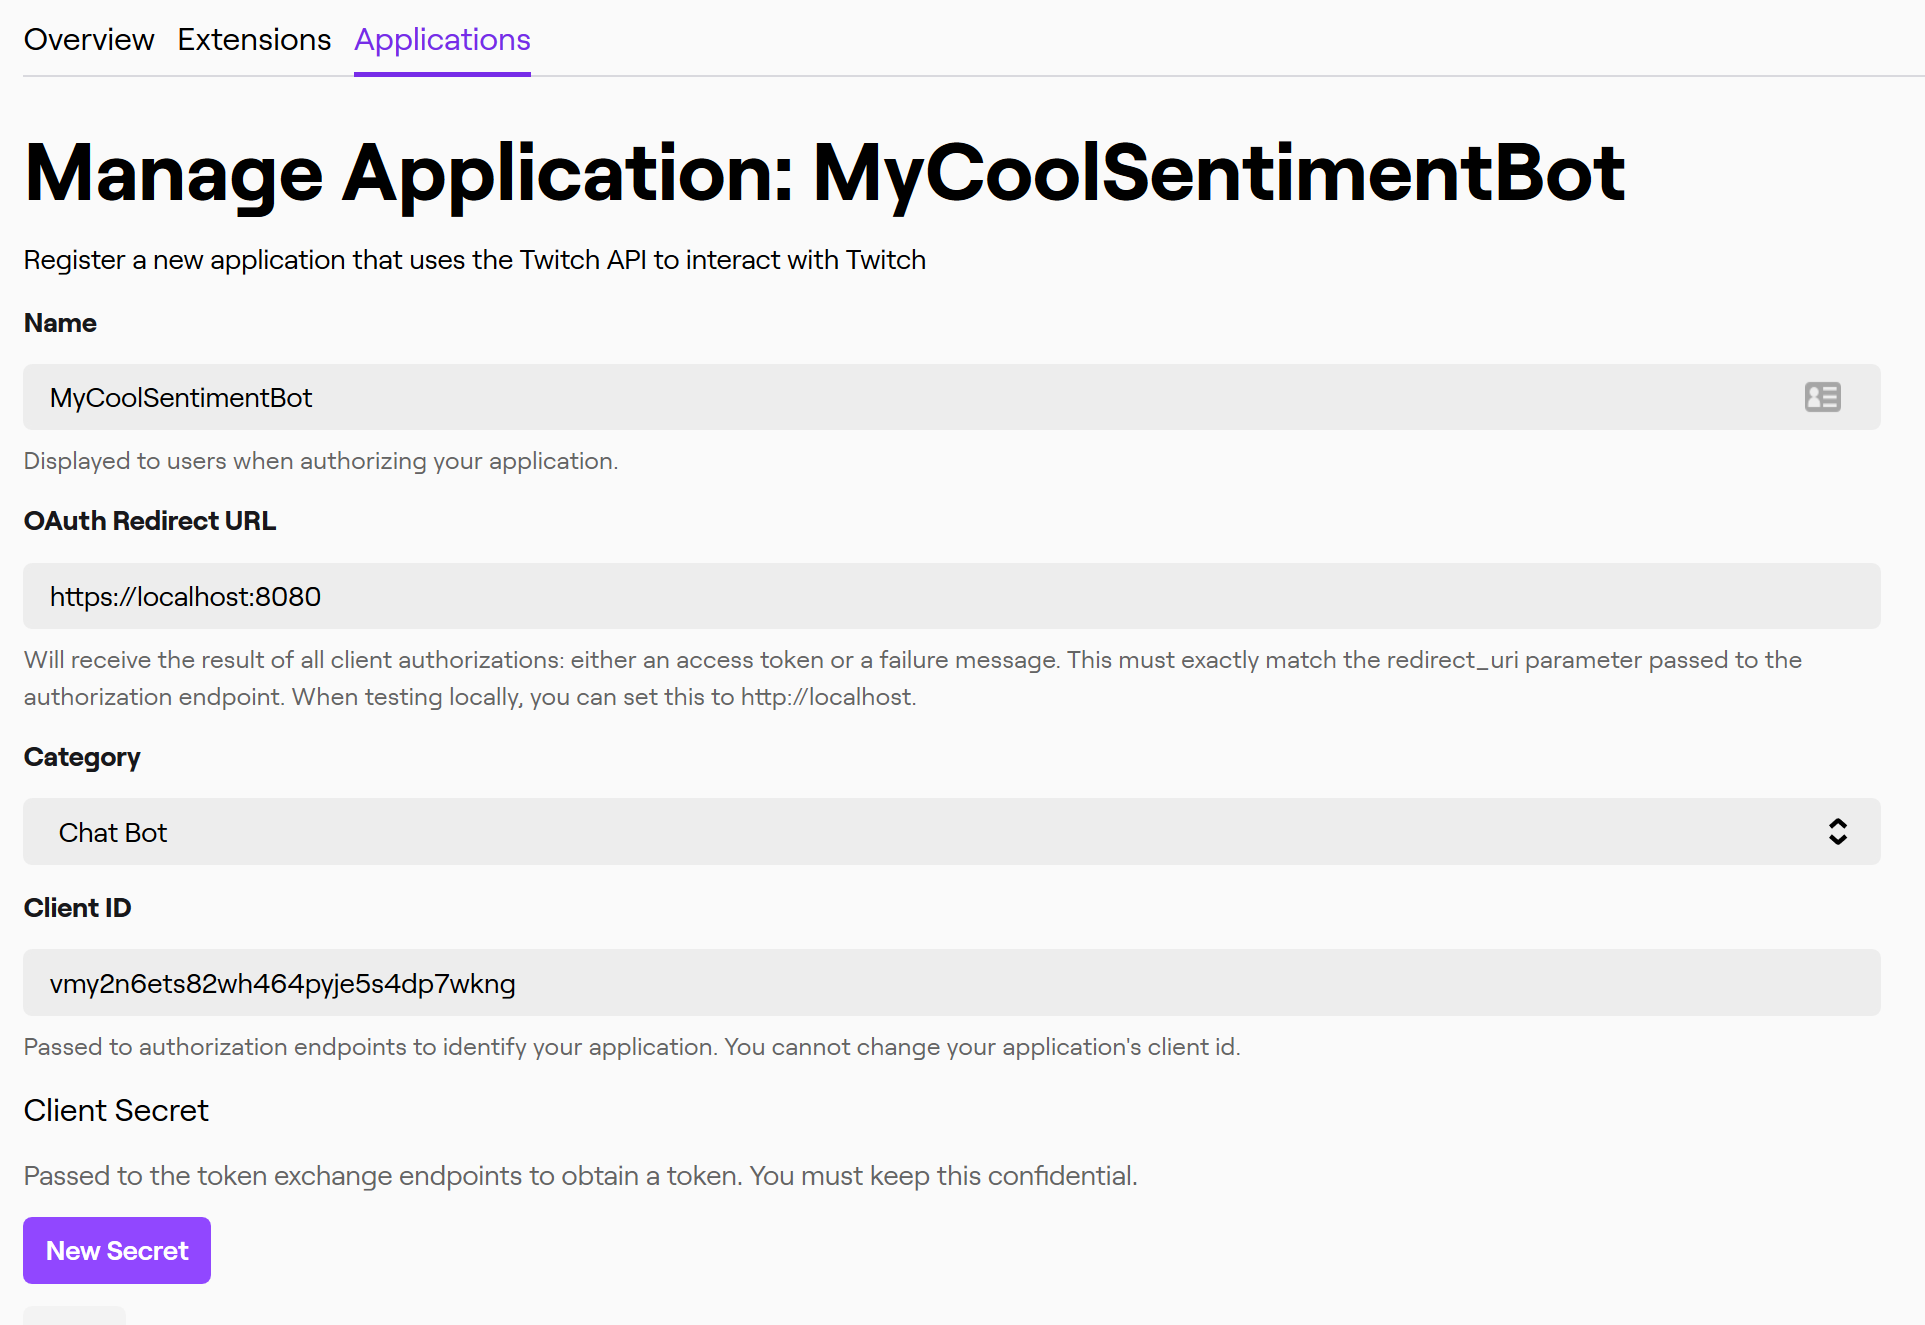 Overview Extensions Applications
Manage Application: MyCoolSentimentBot
Register a new application that uses the Twitch API to interact with Twitch
Name
MyCoolSentimentBot
Displayed to users when authorizing your application.
OAuth Redirect URL
https://localhost:8080
Will receive the result of all client authorizations: either an access token or a failure message. This must exactly match the redirect_uri parameter passed to the
authorization endpoint. When testing locally, you can set this to http://localhost.
Category
Chat Bot
Client ID
vmy2n6ets82wh464pyje5s4dp7wkng
Passed to authorization endpoints to identify your application. You cannot change your application's client id.
Client Secret
Passed to the token exchange endpoints to obtain a token. You must keep this confidential.
New Secret